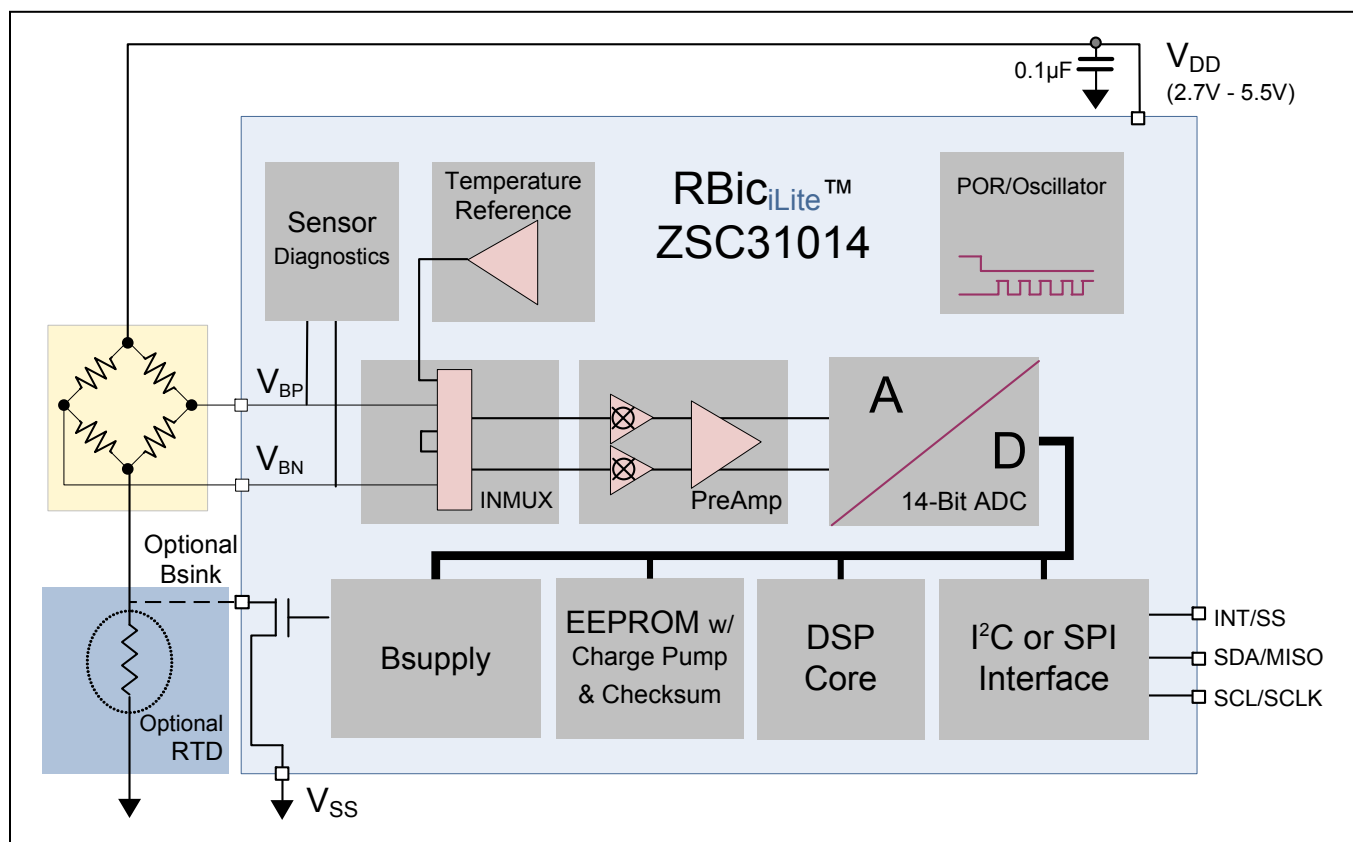 0.1µF
VDD
(2.7V - 5.5V)
Sensor
Diagnostics
Temperature
Reference
RBiciLite™
ZSC31014
POR/Oscillator
VBP
VBN
INMUX
PreAmp
A
D
14-Bit ADC
Optional
Bsink
Optional
RTD
VSS
Bsupply
EEPROM w/
Charge Pump
& Checksum
DSP
Core
I²C or SPI
Interface
INT/SS
SDA/MISO
SCL/SCLK